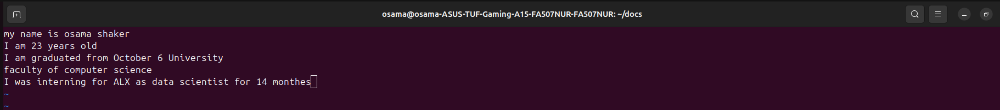 osama@osama-ASUS-TUF-Gaming-A15-FA507NUR-FA507NUR: ~/docs
my name is osama shaker
I am 23 years old
I am graduated from October 6 University
faculty of computer science
I was interning for ALX as data scientist for 14 monthes
~
~